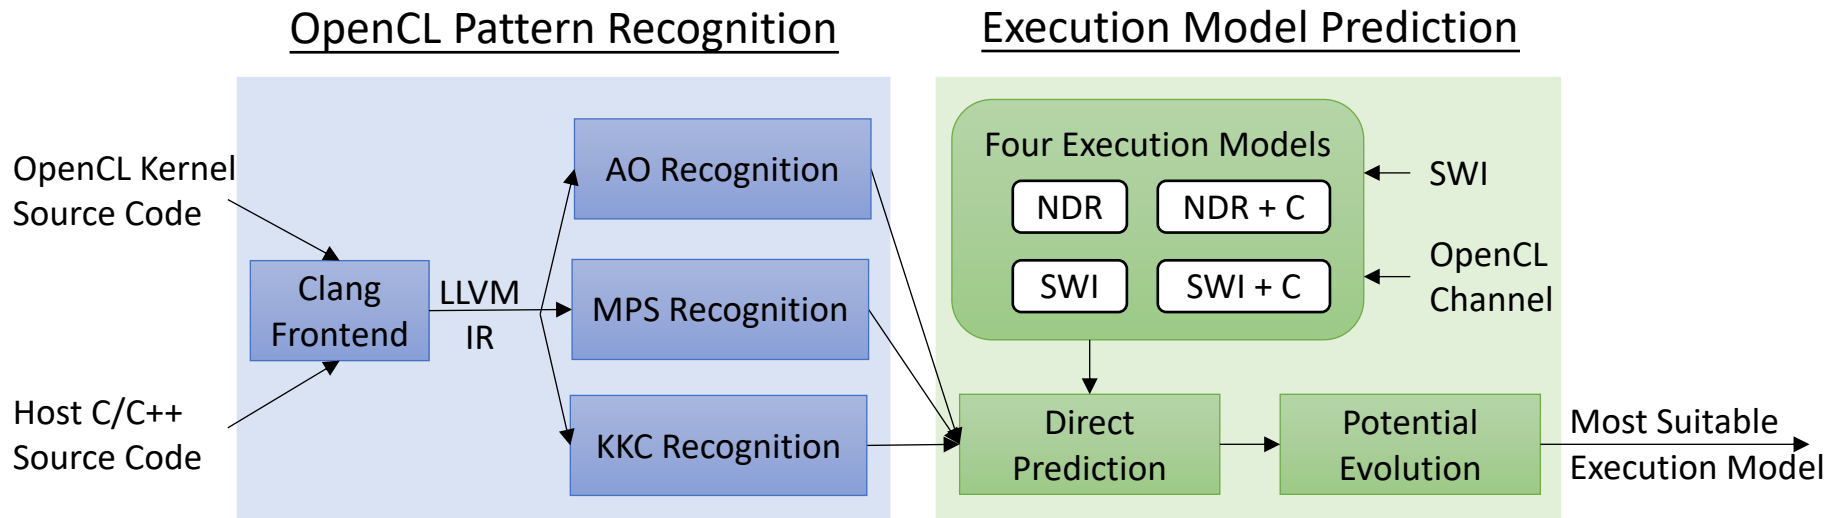 OpenCL Pattern Recognition
Execution Model Prediction
OpenCL Kernel
Source Code
Host C/C++
Source Code
Clang
Frontend
LLVM
IR
AO Recognition
MPS Recognition
KKC Recognition
Four Execution Models
NDR
NDR + C
SWI
SWI + C
SWI
OpenCL
Channel
Direct
Prediction
Potential
Evolution
Most Suitable
Execution Model